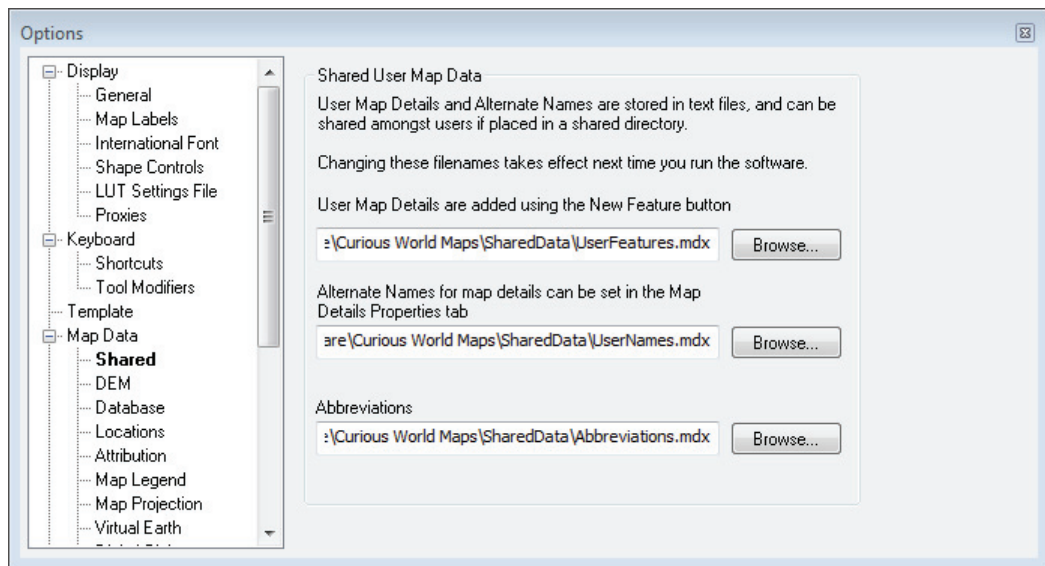 Options
Display
General
Map Labels
International Font
Shape Controls
LUT Settings File
Proxies
Keyboard
Shortcuts
Tool Modifiers
Template
Map Data
Shared
DEM
Database
Locations
Attribution
Map Legend
Map Projection
Virtual Earth
Shared User Map Data
User Map Details and Alternate Names are stored in text files, and can be
shared amongst users if placed in a shared directory.
Changing these filenames takes effect next time you run the software.
User Map Details are added using the New Feature button
e\Curious World Maps\SharedData\UserFeatures.mdx
Browse...
Alternate Names for map details can be set in the Map
Details Properties tab
are\Curious World Maps\SharedData\UserNames.mdx
Browse...
Abbreviations
e\Curious World Maps\SharedData\Abbreviations.mdx
Browse...